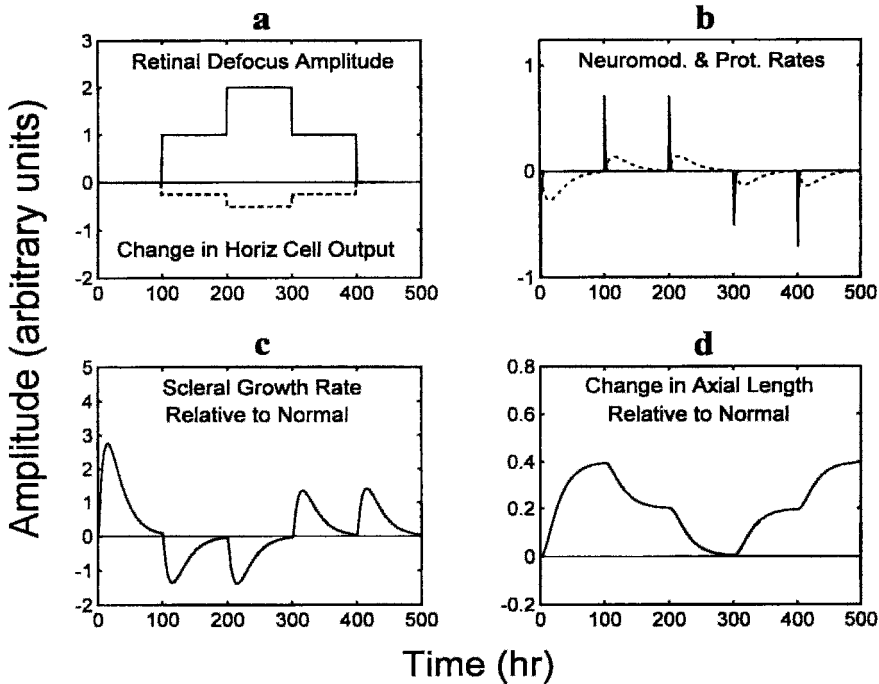 a
3
2
1
0
-1
-2
Retinal Defocus Amplitude
Change in Horiz Cell Output
0 100 200 300 400 500
b
1
0
-1
Neuromod. & Prot. Rates
0 100 200 300 400 500
c
5
4
3
2
1
0
-1
-2
Scleral Growth Rate
Relative to Normal
0 100 200 300 400 500
d
0.8
0.6
0.4
0.2
0
-0.2
Change in Axial Length
Relative to Normal
0 100 200 300 400 500
Amplitude (arbitrary units)
Time (hr)